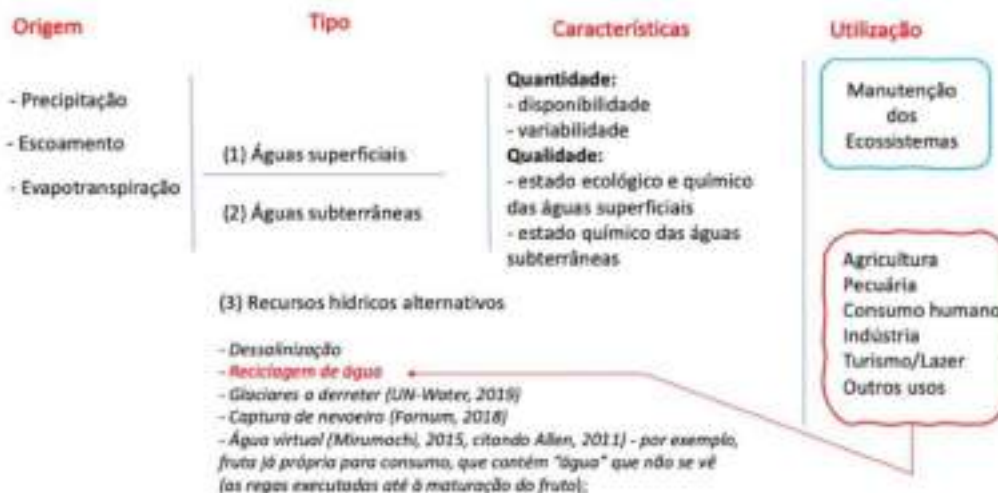 Origem
- Precipitação
- Escoamento
- Evapotranspiração
Tipo
(1) Águas superficiais
(2) Águas subterrâneas
(3) Recursos hídricos alternativos
- Dessalinização
- Reciclagem de água
- Glaciares a derreter (UN-Water, 2019)
- Captura de nevoeiro (Farnum, 2018)
- Água virtual (Mirumachi, 2015, citando Allen, 2011) - por exemplo,
fruta já própria para consumo, que contém "água" que não se vê
(as regas executadas até à maturação do fruto);
Características
Quantidade:
- disponibilidade
- variabilidade
Qualidade:
- estado ecológico e químico
das águas superficiais
- estado químico das águas
subterrâneas
Utilização
Manutenção
dos
Ecossistemas
Agricultura
Pecuária
Consumo humano
Indústria
Turismo/Lazer
Outros usos